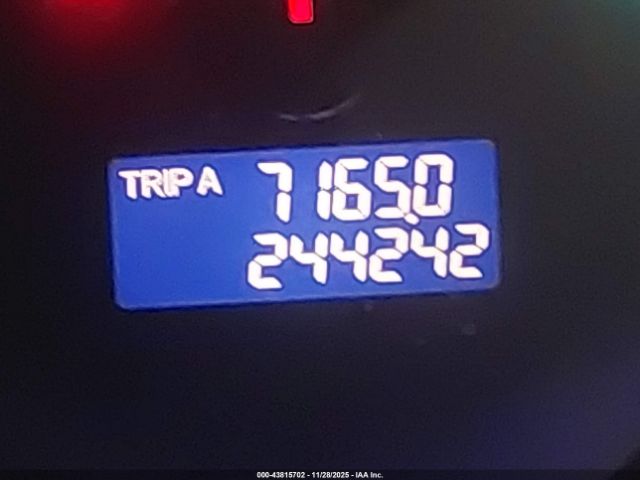 TRIP A 7165.0
244242
000-43815702 - 11/28/2025 - IAA Inc.